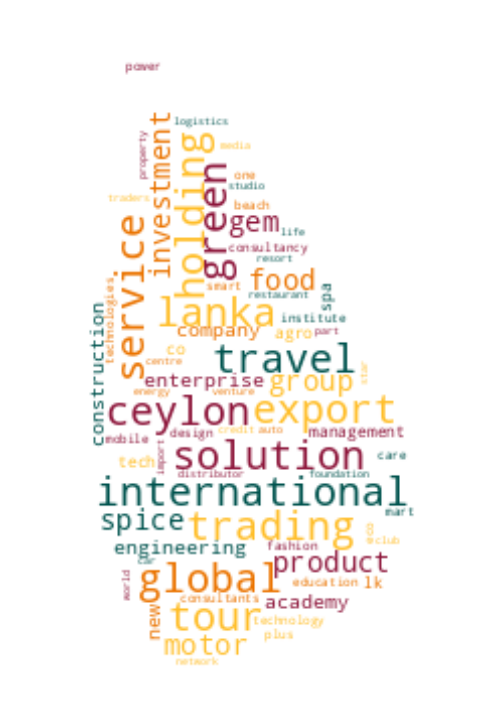 power
logistics
investment
holding
property
media
green
one
studio
traders
beach
service
gem
life
consultancy
resort
smart
food
restaurant
spa
technologies
lanka
institute
construction
company
agro
part
co
travel
centre
star
enterprise
group
energy
venture
ceylon
export
credit
auto
mobile
design
management
import
solution
care
tech
distributor
foundation
international
mart
spice
trading
eco
club
engineering
fashion
car
product
world
global
education
lk
consultants
academy
new
tour
technology
plus
motor
network